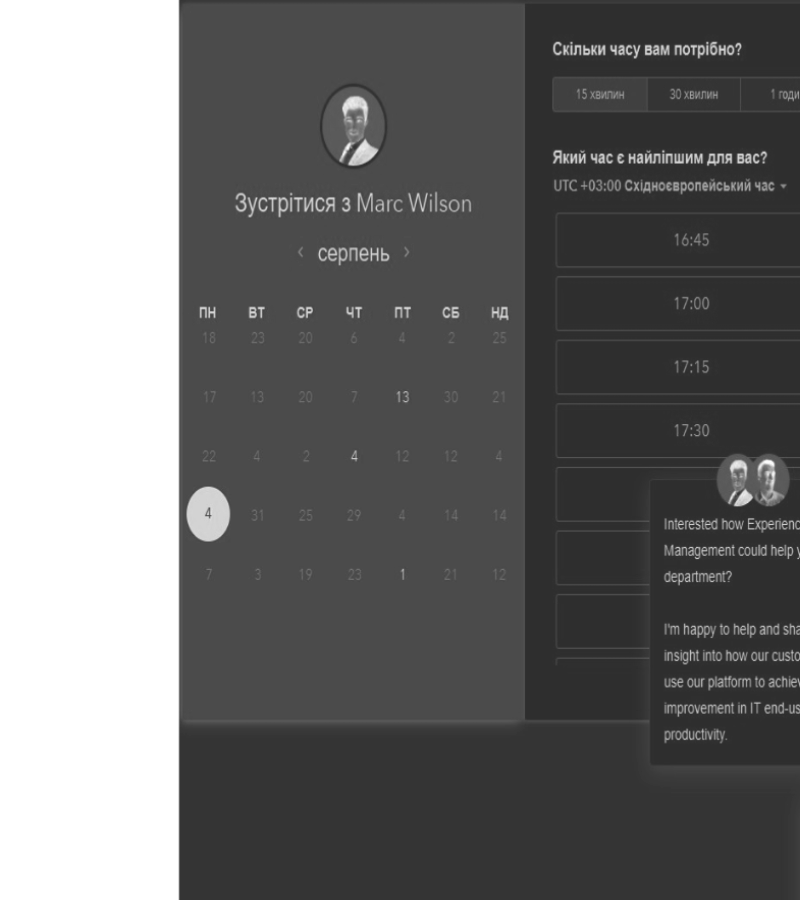 Зустрітися з Marc Wilson
серпень
ПН ВТ СР ЧТ ПТ СБ НД
18 23 20 6 4 2 25
17 13 20 7 13 30 21
22 4 2 4 12 12 4
4 31 25 29 4 14 14
7 3 19 23 1 21 12
Скільки часу вам потрібно?
15 хвилин 30 хвилин 1 годи
Який час є найліпшим для вас?
UTC +03:00 Східноєвропейський час
16:45
17:00
17:15
17:30
Interested how Experienc
Management could help y
department?
I'm happy to help and sha
insight into how our custo
use our platform to achiev
improvement in IT end-us
productivity.